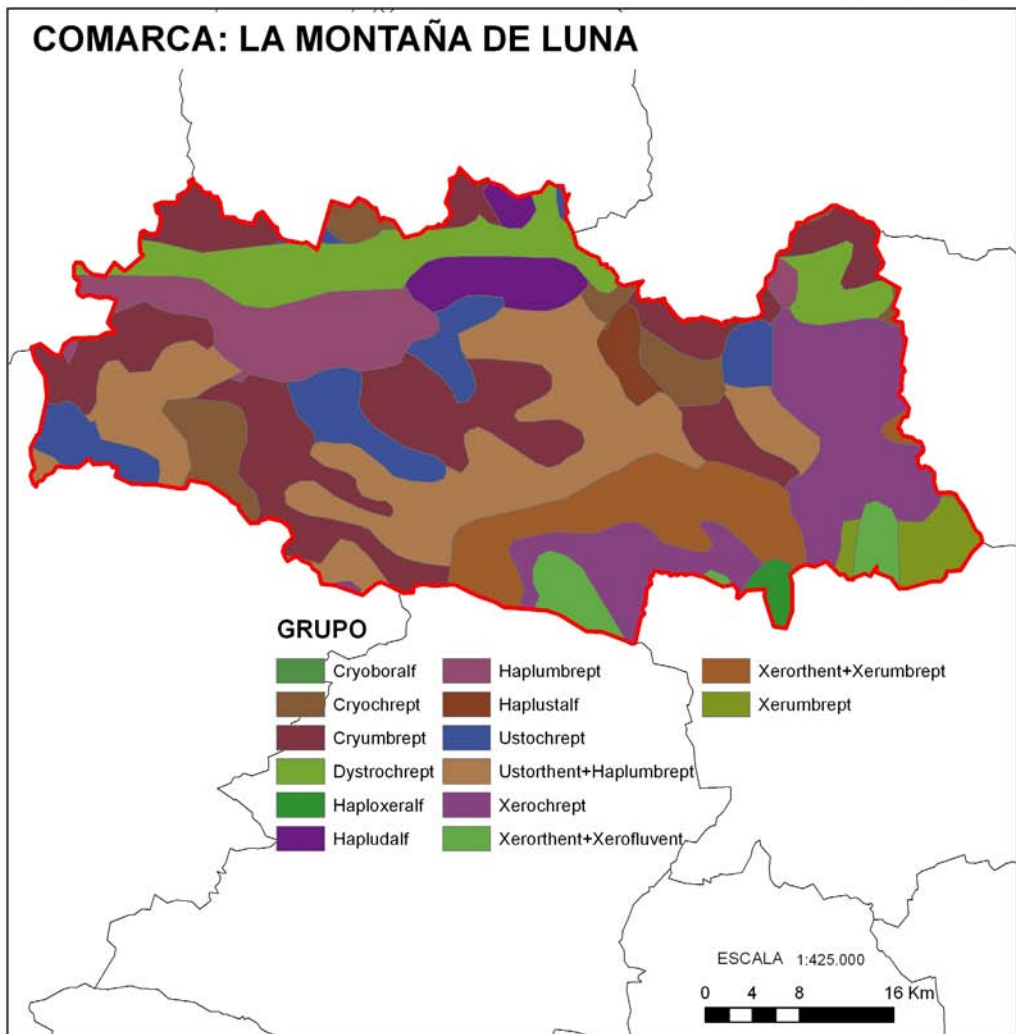 COMARCA: LA MONTAÑA DE LUNA
GRUPO
Cryoboralf
Cryochrept
Cryumbrept
Dystrochrept
Haploxeralf
Hapludalf
Haplumbrept
Haplustalf
Ustochrept
Ustorthent+Haplumbrept
Xerochrept
Xerorthent+Xerofluvent
Xerorthent+Xerumbrept
Xerumbrept
ESCALA 1:425.000
0 4 8 16 Km